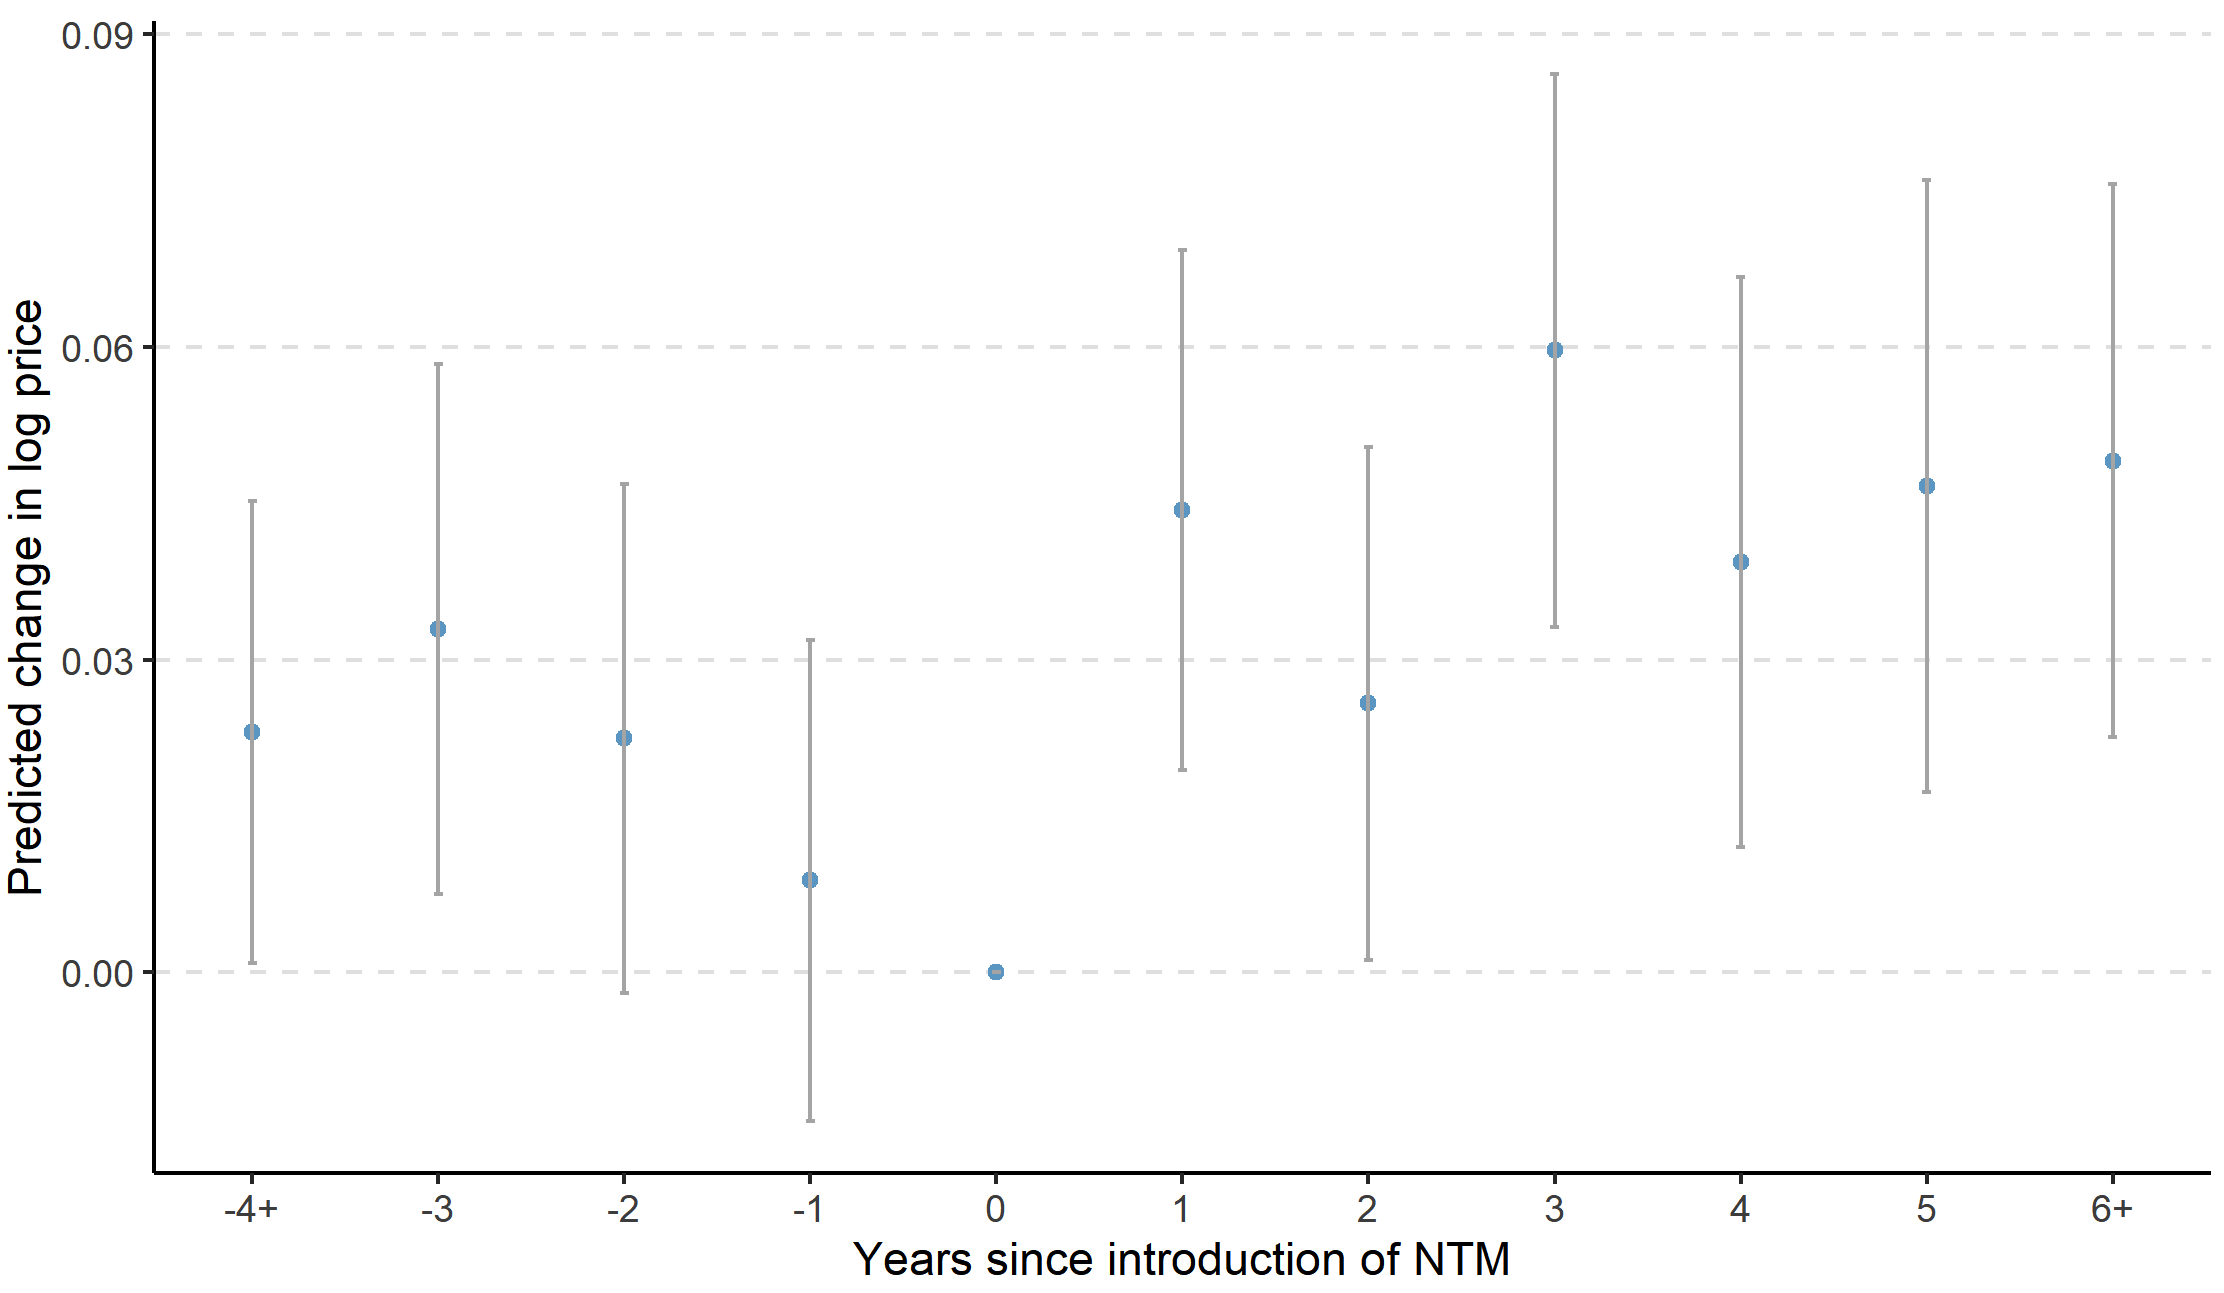 Predicted change in log price
0.09
0.06
0.03
0.00
-4+ -3 -2 -1 0 1 2 3 4 5 6+
Years since introduction of NTM